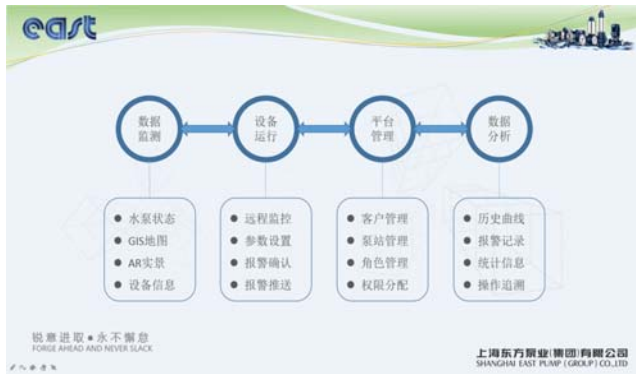 east
数据
监测
设备
运行
平台
管理
数据
分析
水泵状态
GIS地图
AR实景
设备信息
远程监控
参数设置
报警确认
报警推送
客户管理
泵站管理
角色管理
权限分配
历史曲线
报警记录
统计信息
操作追溯
锐意进取●永不懈怠
FORGE AHEAD AND NEVER SLACK
上海东方泵业(集团)有限公司
SHANGHAI EAST PUMP (GROUP) CO.,LTD